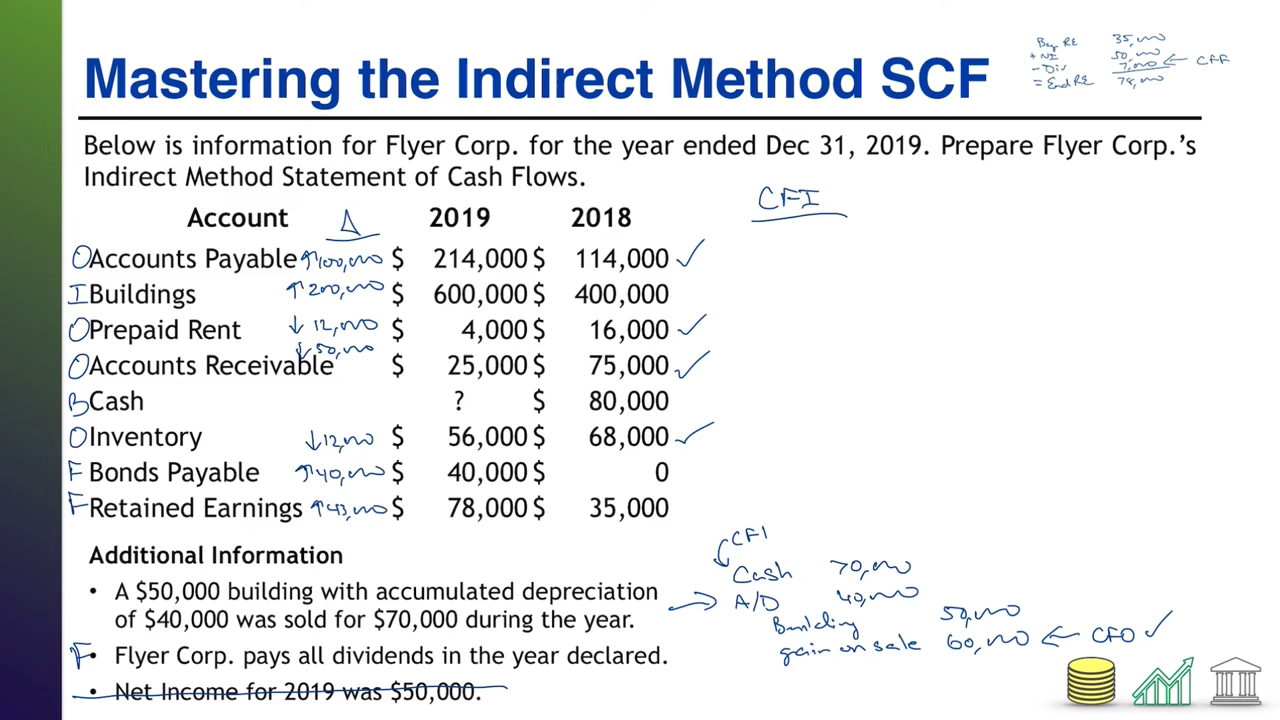 Mastering the Indirect Method SCF
Beg RE 35,000
+ NI 50,000
- Div 7,000 ← CFF
= End RE 78,000
Below is information for Flyer Corp. for the year ended Dec 31, 2019. Prepare Flyer Corp.'s
Indirect Method Statement of Cash Flows.
CFI
Account Δ 2019 2018
O Accounts Payable ↑100,000 $ 214,000 $ 114,000 ✓
I Buildings ↑200,000 $ 600,000 $ 400,000
O Prepaid Rent ↓12,000 $ 4,000 $ 16,000 ✓
O Accounts Receivable ↓50,000 $ 25,000 $ 75,000 ✓
B Cash ? $ 80,000
O Inventory ↓12,000 $ 56,000 $ 68,000 ✓
F Bonds Payable ↑40,000 $ 40,000 $ 0
F Retained Earnings ↑43,000 $ 78,000 $ 35,000
Additional Information
• A $50,000 building with accumulated depreciation
of $40,000 was sold for $70,000 during the year.
F • Flyer Corp. pays all dividends in the year declared.
• Net Income for 2019 was $50,000.
CFI
Cash 70,000
→ A/D 40,000
Building 50,000
gain on sale 60,000 ← CFO ✓